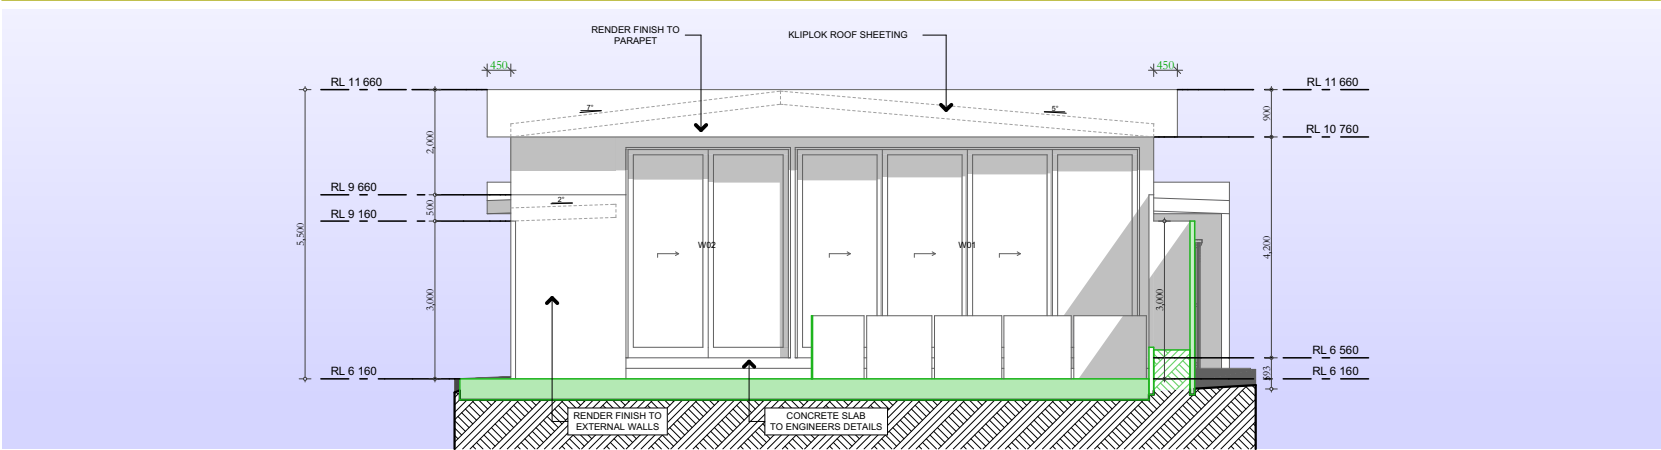 RENDER FINISH TO
PARAPET
KLIPLOK ROOF SHEETING
450
450
RL 11 660
RL 11 660
7°
5°
900
2,000
RL 10 760
RL 9 660
2°
500
RL 9 160
5,500
W02
W01
4,200
3,000
3,000
RL 6 560
RL 6 160
593
RL 6 160
RENDER FINISH TO
EXTERNAL WALLS
CONCRETE SLAB
TO ENGINEERS DETAILS